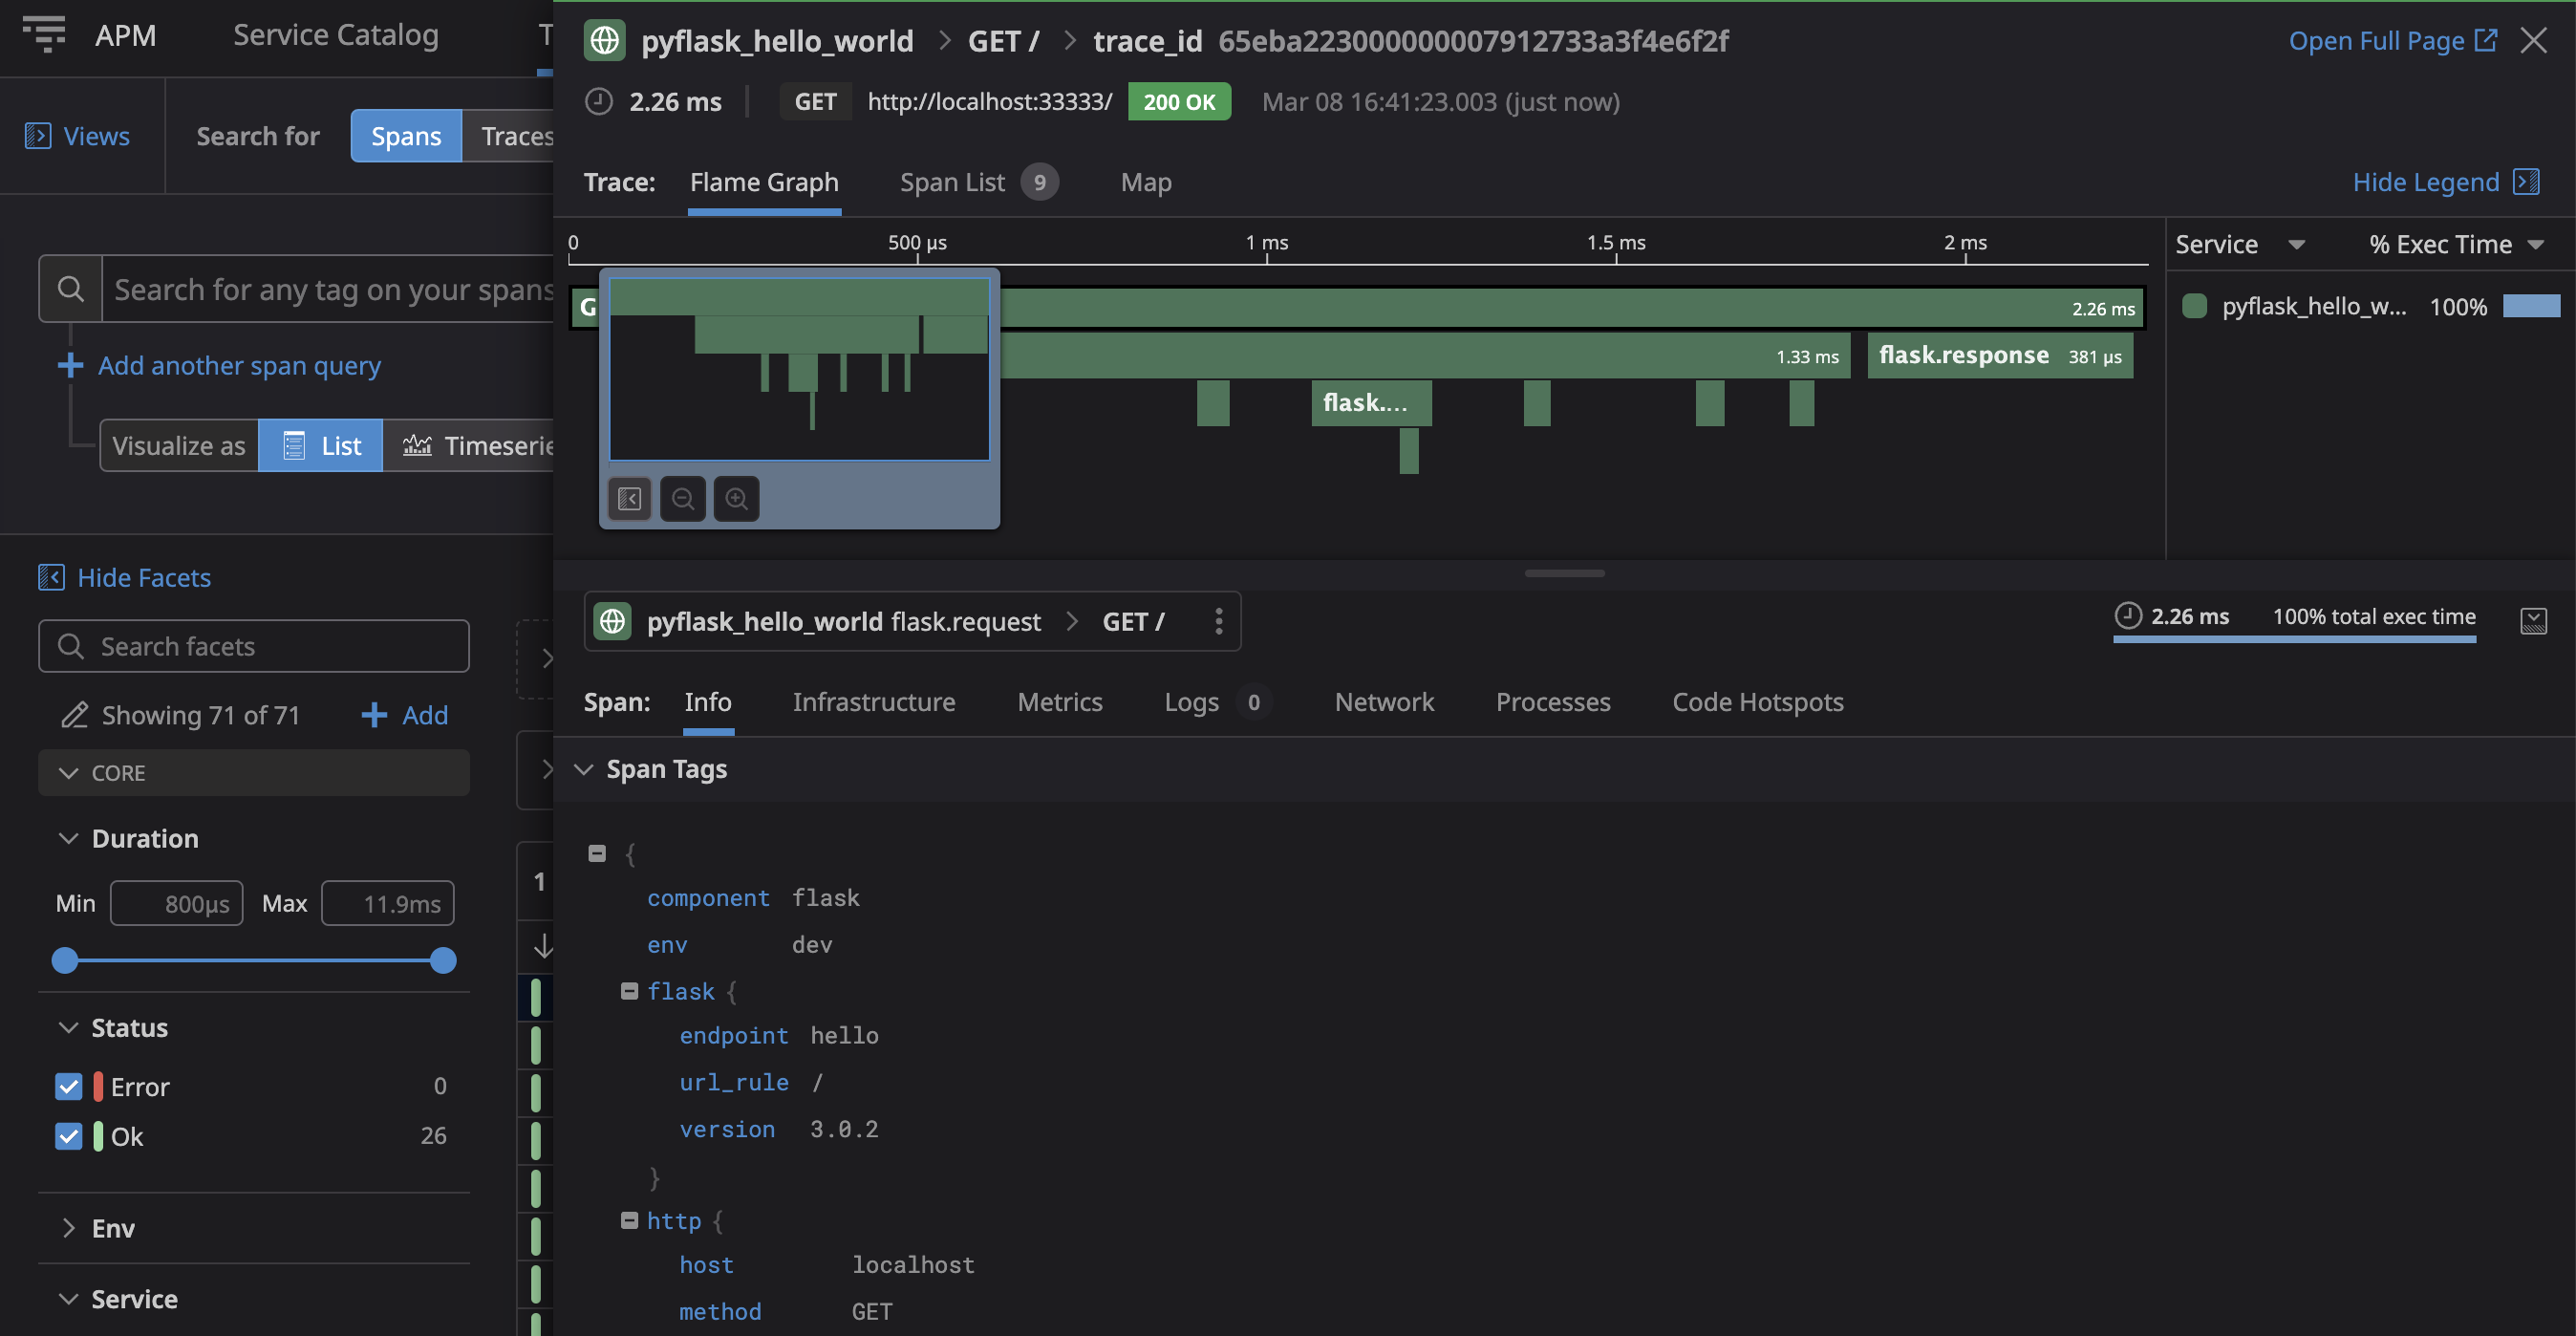 APM
Service Catalog
T
Views
Search for
Spans
Traces
Search for any tag on your spans
Add another span query
Visualize as
List
Timeserie
Hide Facets
Search facets
Showing 71 of 71
Add
CORE
Duration
Min
800µs
Max
11.9ms
Status
Error
0
Ok
26
Env
Service
1
pyflask_hello_world > GET / > trace_id 65eba223000000007912733a3f4e6f2f
Open Full Page
2.26 ms
GET
http://localhost:33333/
200 OK
Mar 08 16:41:23.003 (just now)
Trace:
Flame Graph
Span List 9
Map
Hide Legend
0
500 µs
1 ms
1.5 ms
2 ms
G
2.26 ms
1.33 ms
flask.response 381 µs
flask....
Service
% Exec Time
pyflask_hello_w... 100%
pyflask_hello_world flask.request > GET /
2.26 ms
100% total exec time
Span:
Info
Infrastructure
Metrics
Logs 0
Network
Processes
Code Hotspots
Span Tags
{
component flask
env dev
flask {
endpoint hello
url_rule /
version 3.0.2
}
http {
host localhost
method GET